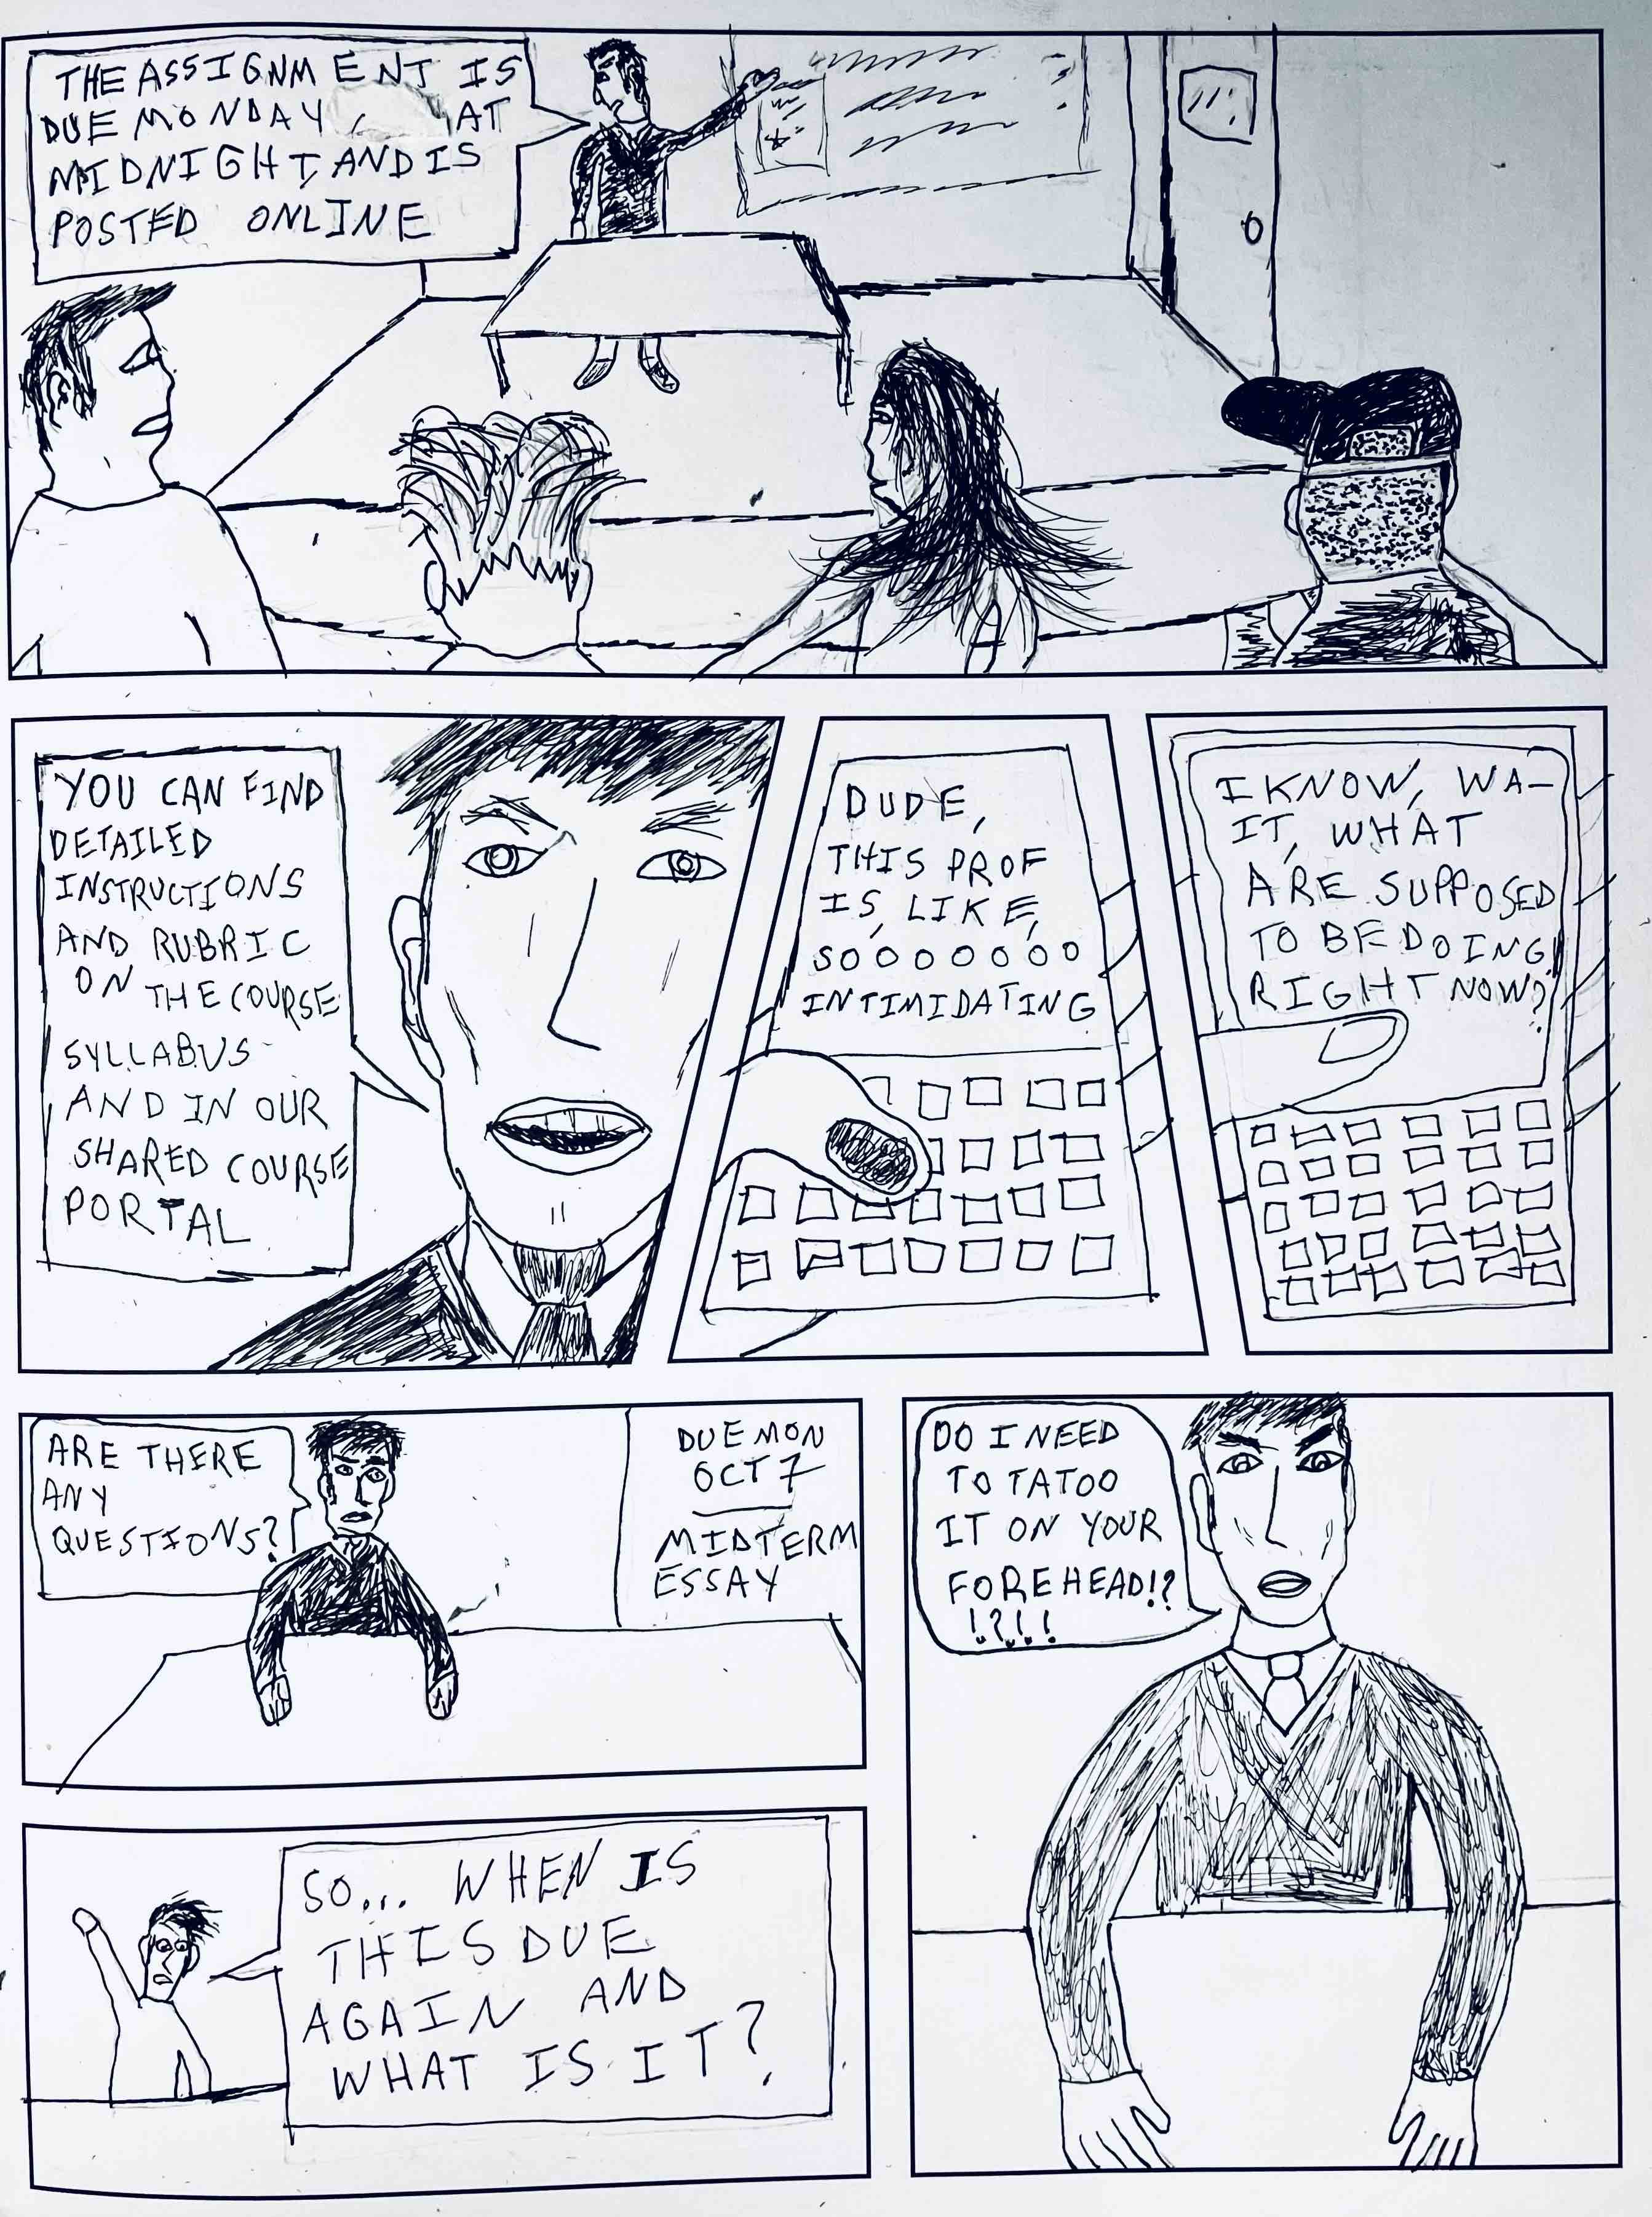 THE ASSIGNMENT IS
DUE MONDAY, AT
MIDNIGHT, AND IS
POSTED ONLINE
YOU CAN FIND
DETAILED
INSTRUCTIONS
AND RUBRIC
ON THE COURSE
SYLLABUS
AND IN OUR
SHARED COURSE
PORTAL
DUDE,
THIS PROF
IS, LIKE,
SOOOOOOO
INTIMIDATING
I KNOW, WA-
IT, WHAT
ARE SUPPOSED
TO BE DOING
RIGHT NOW?
ARE THERE
ANY
QUESTIONS?
DUE MON
OCT 7
MIDTERM
ESSAY
SO... WHEN IS
THIS DUE
AGAIN AND
WHAT IS IT?
DO I NEED
TO TATOO
IT ON YOUR
FOREHEAD!?
!?!!